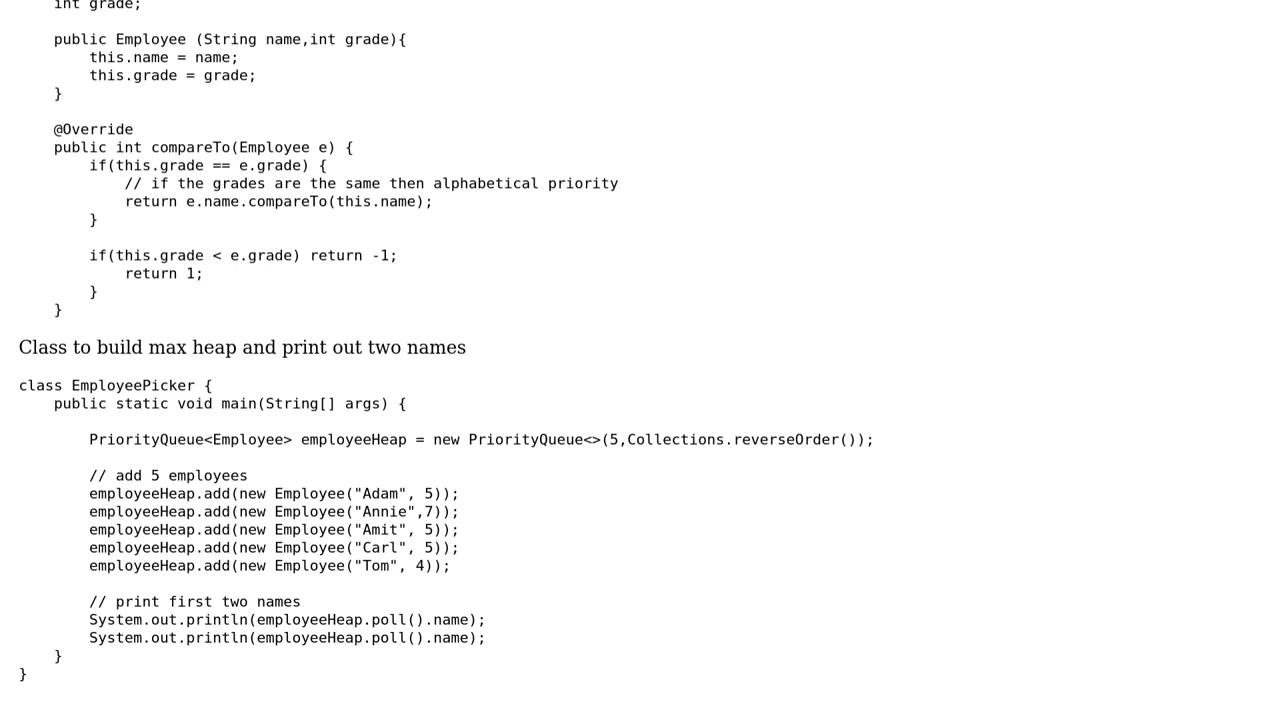 int grade;

    public Employee (String name,int grade){
        this.name = name;
        this.grade = grade;
    }

    @Override
    public int compareTo(Employee e) {
        if(this.grade == e.grade) {
            // if the grades are the same then alphabetical priority
            return e.name.compareTo(this.name);
        }

        if(this.grade < e.grade) return -1;
            return 1;
        }
    }
Class to build max heap and print out two names
class EmployeePicker {
    public static void main(String[] args) {

        PriorityQueue<Employee> employeeHeap = new PriorityQueue<>(5,Collections.reverseOrder());

        // add 5 employees
        employeeHeap.add(new Employee("Adam", 5));
        employeeHeap.add(new Employee("Annie",7));
        employeeHeap.add(new Employee("Amit", 5));
        employeeHeap.add(new Employee("Carl", 5));
        employeeHeap.add(new Employee("Tom", 4));

        // print first two names
        System.out.println(employeeHeap.poll().name);
        System.out.println(employeeHeap.poll().name);
    }
}